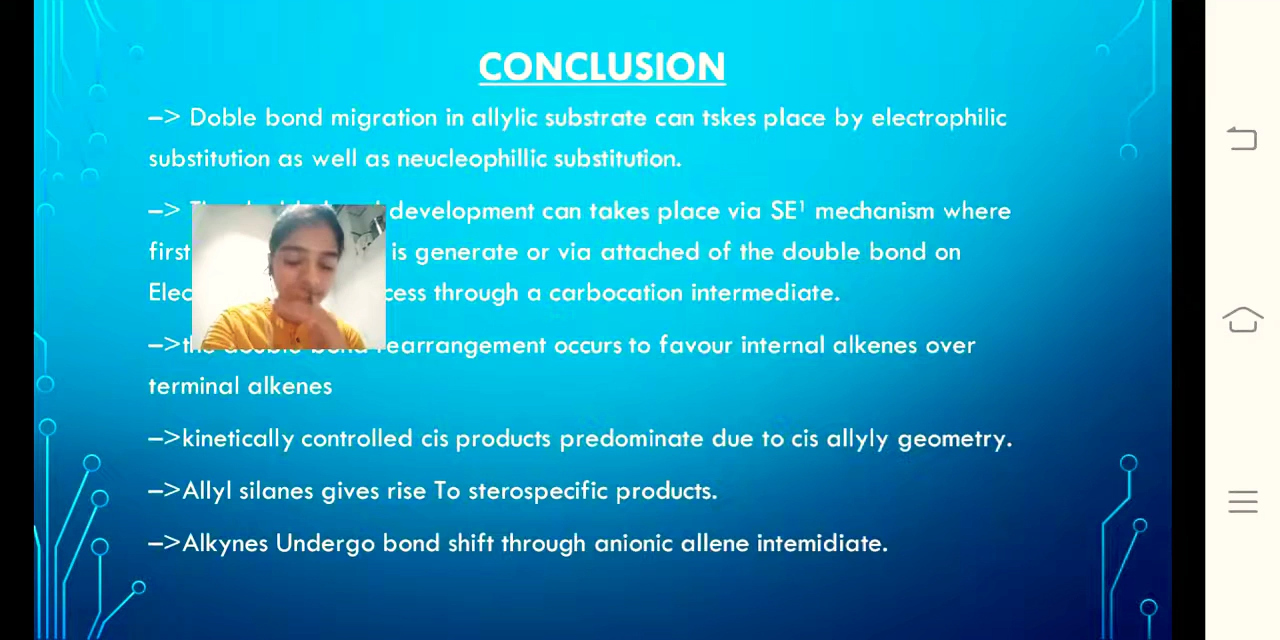 CONCLUSION
–> Doble bond migration in allylic substrate can tskes place by electrophilic
substitution as well as neucleophillic substitution.
–> development can takes place via SE¹ mechanism where
first is generate or via attached of the double bond on
Elec cess through a carbocation intermediate.
–>the double bond rearrangement occurs to favour internal alkenes over
terminal alkenes
–>kinetically controlled cis products predominate due to cis allyly geometry.
–>Allyl silanes gives rise To sterospecific products.
–>Alkynes Undergo bond shift through anionic allene intemidiate.